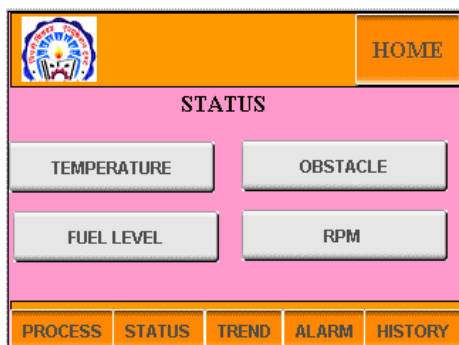 HOME
STATUS
TEMPERATURE OBSTACLE
FUEL LEVEL RPM
PROCESS STATUS TREND ALARM HISTORY